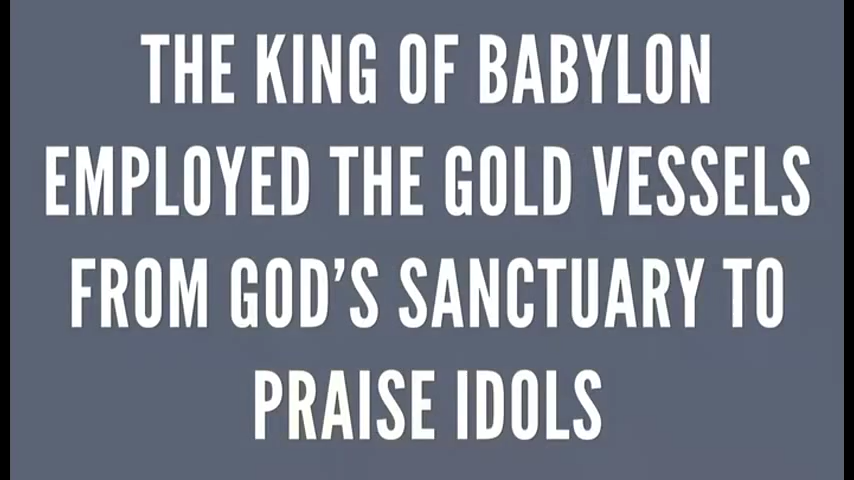 THE KING OF BABYLON
EMPLOYED THE GOLD VESSELS
FROM GOD’S SANCTUARY TO
PRAISE IDOLS